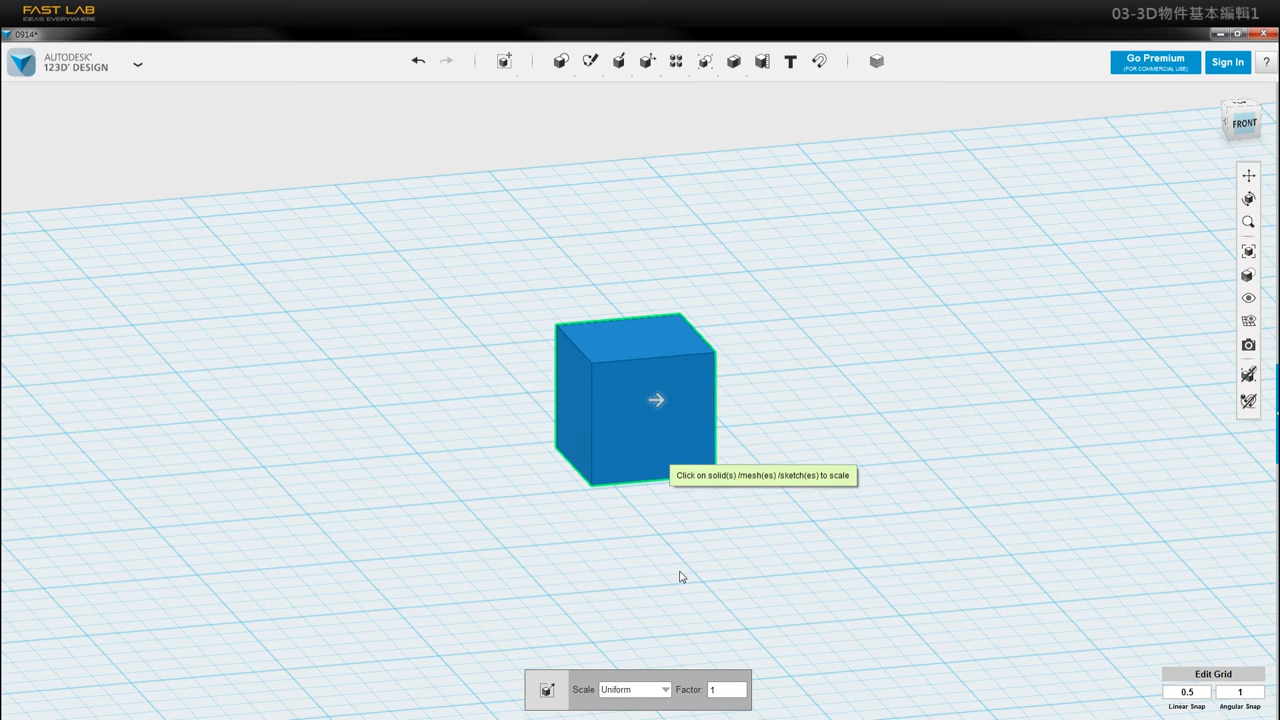 FAST LAB
IDEAS EVERYWHERE
03-3D物件基本編輯1
0914*
AUTODESK®
123D® DESIGN
T
Go Premium
(FOR COMMERCIAL USE)
Sign In
?
FRONT
Click on solid(s) /mesh(es) /sketch(es) to scale
Scale
Uniform
Factor:
1
Edit Grid
0.5
1
Linear Snap
Angular Snap